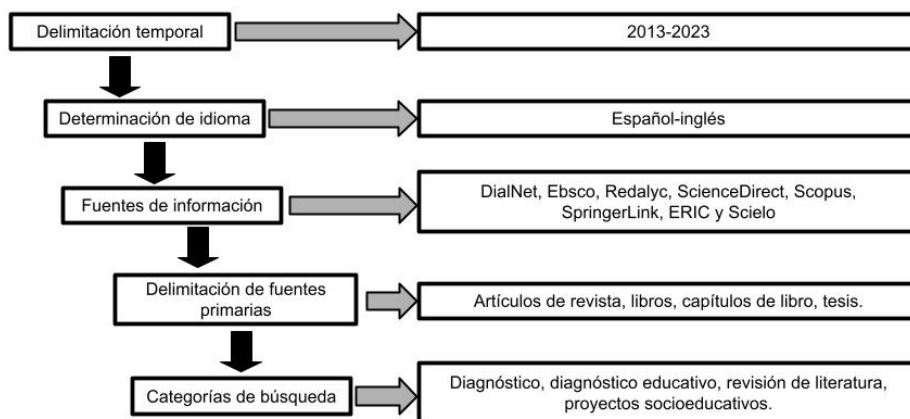 Delimitación temporal
2013-2023
Determinación de idioma
Español-inglés
Fuentes de información
DialNet, Ebsco, Redalyc, ScienceDirect, Scopus,
SpringerLink, ERIC y Scielo
Delimitación de fuentes
primarias
Artículos de revista, libros, capítulos de libro, tesis.
Categorías de búsqueda
Diagnóstico, diagnóstico educativo, revisión de literatura,
proyectos socioeducativos.